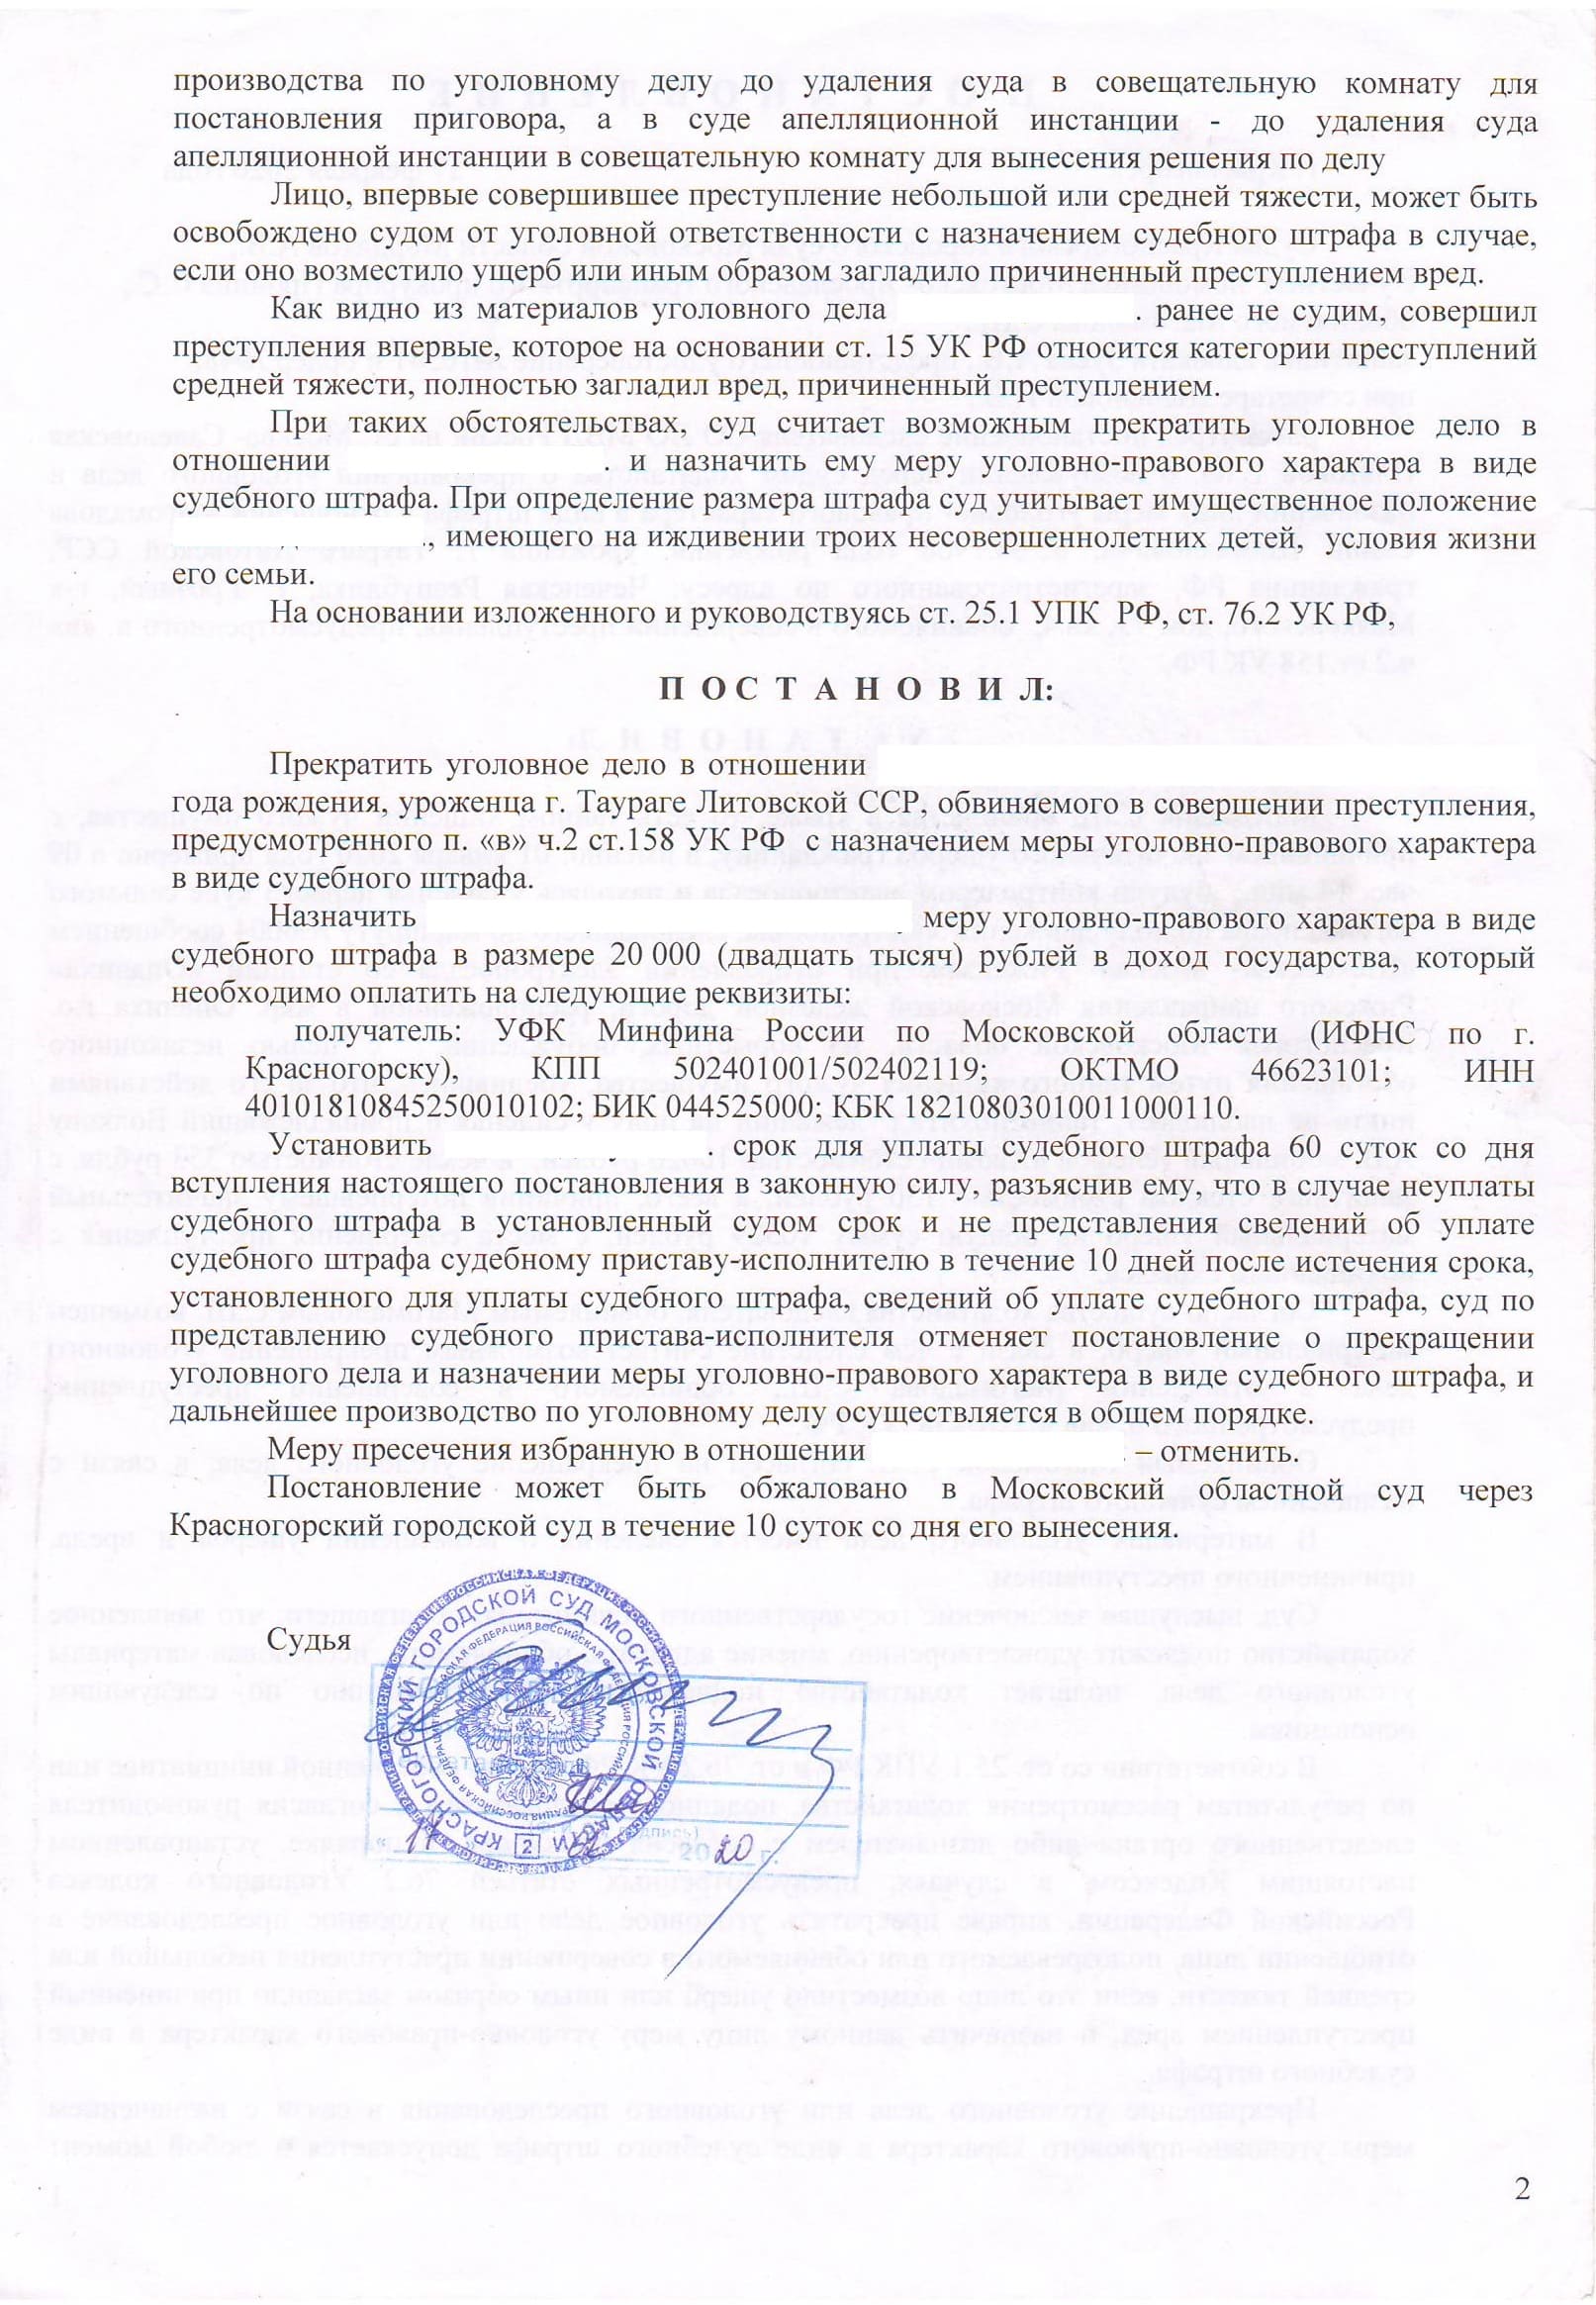 производства по уголовному делу до удаления суда в совещательную комнату для
постановления приговора, а в суде апелляционной инстанции - до удаления суда
апелляционной инстанции в совещательную комнату для вынесения решения по делу
Лицо, впервые совершившее преступление небольшой или средней тяжести, может быть
освобождено судом от уголовной ответственности с назначением судебного штрафа в случае,
если оно возместило ущерб или иным образом загладило причиненный преступлением вред.
Как видно из материалов уголовного дела . ранее не судим, совершил
преступления впервые, которое на основании ст. 15 УК РФ относится категории преступлений
средней тяжести, полностью загладил вред, причиненный преступлением.
При таких обстоятельствах, суд считает возможным прекратить уголовное дело в
отношении . и назначить ему меру уголовно-правового характера в виде
судебного штрафа. При определение размера штрафа суд учитывает имущественное положение
., имеющего на иждивении троих несовершеннолетних детей, условия жизни
его семьи.
На основании изложенного и руководствуясь ст. 25.1 УПК РФ, ст. 76.2 УК РФ,
П О С Т А Н О В И Л:
Прекратить уголовное дело в отношении
года рождения, уроженца г. Таураге Литовской ССР, обвиняемого в совершении преступления,
предусмотренного п. «в» ч.2 ст.158 УК РФ с назначением меры уголовно-правового характера
в виде судебного штрафа.
Назначить меру уголовно-правового характера в виде
судебного штрафа в размере 20 000 (двадцать тысяч) рублей в доход государства, который
необходимо оплатить на следующие реквизиты:
получатель: УФК Минфина России по Московской области (ИФНС по г.
Красногорску), КПП 502401001/502402119; ОКТМО 46623101; ИНН
40101810845250010102; БИК 044525000; КБК 18210803010011000110.
Установить . срок для уплаты судебного штрафа 60 суток со дня
вступления настоящего постановления в законную силу, разъяснив ему, что в случае неуплаты
судебного штрафа в установленный судом срок и не представления сведений об уплате
судебного штрафа судебному приставу-исполнителю в течение 10 дней после истечения срока,
установленного для уплаты судебного штрафа, сведений об уплате судебного штрафа, суд по
представлению судебного пристава-исполнителя отменяет постановление о прекращении
уголовного дела и назначении меры уголовно-правового характера в виде судебного штрафа, и
дальнейшее производство по уголовному делу осуществляется в общем порядке.
Меру пресечения избранную в отношении – отменить.
Постановление может быть обжаловано в Московский областной суд через
Красногорский городской суд в течение 10 суток со дня его вынесения.
Судья
КРАСНОГОРСКИЙ ГОРОДСКОЙ СУД МОСКОВСКОЙ ОБЛАСТИ
РОССИЙСКАЯ ФЕДЕРАЦИЯ
2
2020 г.
2